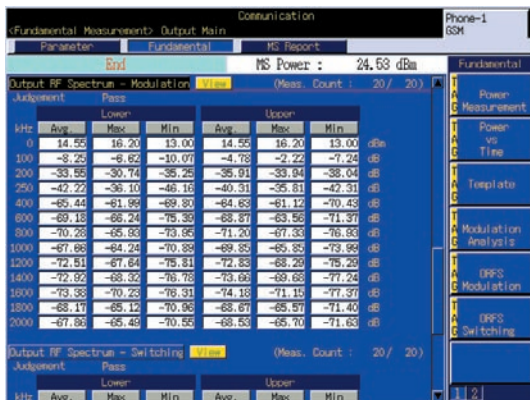 Communication
Phone-1
<Fundamental Measurement> Output Main
GSM
Parameter Fundamental MS Report
End MS Power : 24.53 dBm Fundamental
Output RF Spectrum - Modulation View (Meas. Count : 20/ 20)
Judgement Pass
Lower Upper
kHz Avg. Max Min Avg. Max Min
0 14.55 16.20 13.00 14.55 16.20 13.00 dBm
100 -8.25 -6.62 -10.07 -4.78 -2.22 -7.24 dB
200 -33.55 -30.74 -35.25 -35.91 -33.94 -38.04 dB
250 -42.22 -36.10 -46.16 -40.31 -35.81 -42.31 dB
400 -65.44 -61.99 -69.80 -64.63 -61.12 -70.43 dB
600 -69.18 -66.24 -75.39 -68.87 -63.56 -71.37 dB
800 -70.28 -65.93 -73.95 -71.20 -67.33 -76.93 dB
1000 -67.66 -64.24 -70.89 -69.85 -65.85 -73.99 dB
1200 -72.51 -67.64 -75.81 -72.83 -68.29 -75.29 dB
1400 -72.92 -68.32 -76.78 -73.66 -69.68 -77.24 dB
1600 -73.38 -70.23 -76.31 -74.18 -71.15 -77.37 dB
1800 -68.17 -65.12 -70.96 -68.67 -65.57 -71.40 dB
2000 -67.86 -65.49 -70.55 -68.53 -65.70 -71.63 dB
Output RF Spectrum - Switching View (Meas. Count : 20/ 20)
Judgement Pass
Lower Upper
kHz Avg. Max Min Avg. Max Min
TAG Power Measurement
TAG Power vs Time
TAG Template
TAG Modulation Analysis
TAG ORFS Modulation
TAG ORFS Switching
1 2